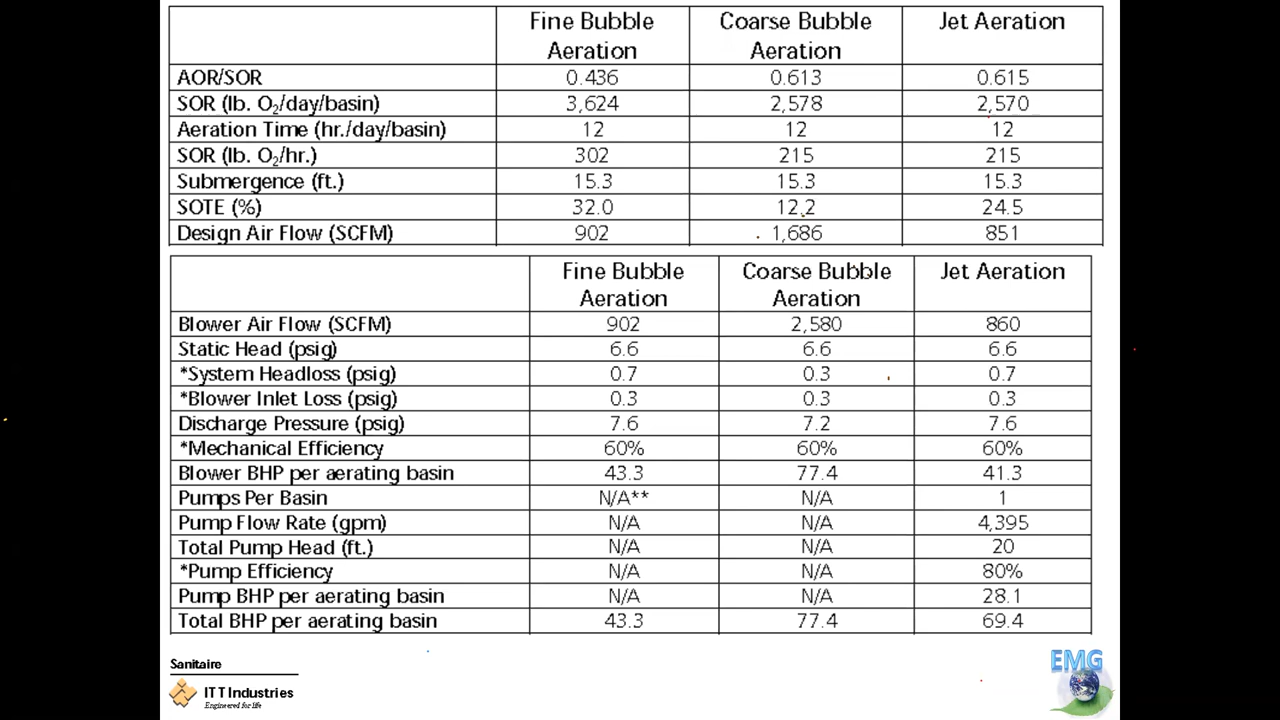 Fine Bubble Aeration Coarse Bubble Aeration Jet Aeration
AOR/SOR 0.436 0.613 0.615
SOR (lb. O₂/day/basin) 3,624 2,578 2,570
Aeration Time (hr./day/basin) 12 12 12
SOR (lb. O₂/hr.) 302 215 215
Submergence (ft.) 15.3 15.3 15.3
SOTE (%) 32.0 12.2 24.5
Design Air Flow (SCFM) 902 1,686 851
Fine Bubble Aeration Coarse Bubble Aeration Jet Aeration
Blower Air Flow (SCFM) 902 2,580 860
Static Head (psig) 6.6 6.6 6.6
*System Headloss (psig) 0.7 0.3 0.7
*Blower Inlet Loss (psig) 0.3 0.3 0.3
Discharge Pressure (psig) 7.6 7.2 7.6
*Mechanical Efficiency 60% 60% 60%
Blower BHP per aerating basin 43.3 77.4 41.3
Pumps Per Basin N/A** N/A 1
Pump Flow Rate (gpm) N/A N/A 4,395
Total Pump Head (ft.) N/A N/A 20
*Pump Efficiency N/A N/A 80%
Pump BHP per aerating basin N/A N/A 28.1
Total BHP per aerating basin 43.3 77.4 69.4
Sanitaire
ITT Industries
Engineered for life
EMG